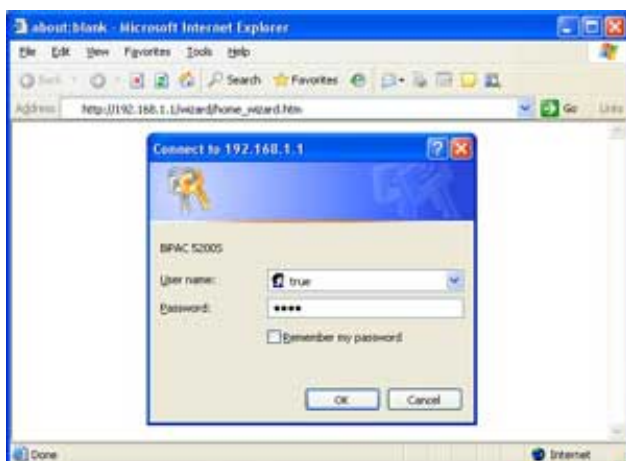 about:blank - Microsoft Internet Explorer
File Edit View Favorites Tools Help
Back Search Favorites
Address http://192.168.1.1/wizard/home_wizard.htm Go Links
Connect to 192.168.1.1
BiPAC 5200S
User name: true
Password: ••••
Remember my password
OK Cancel
Done Internet